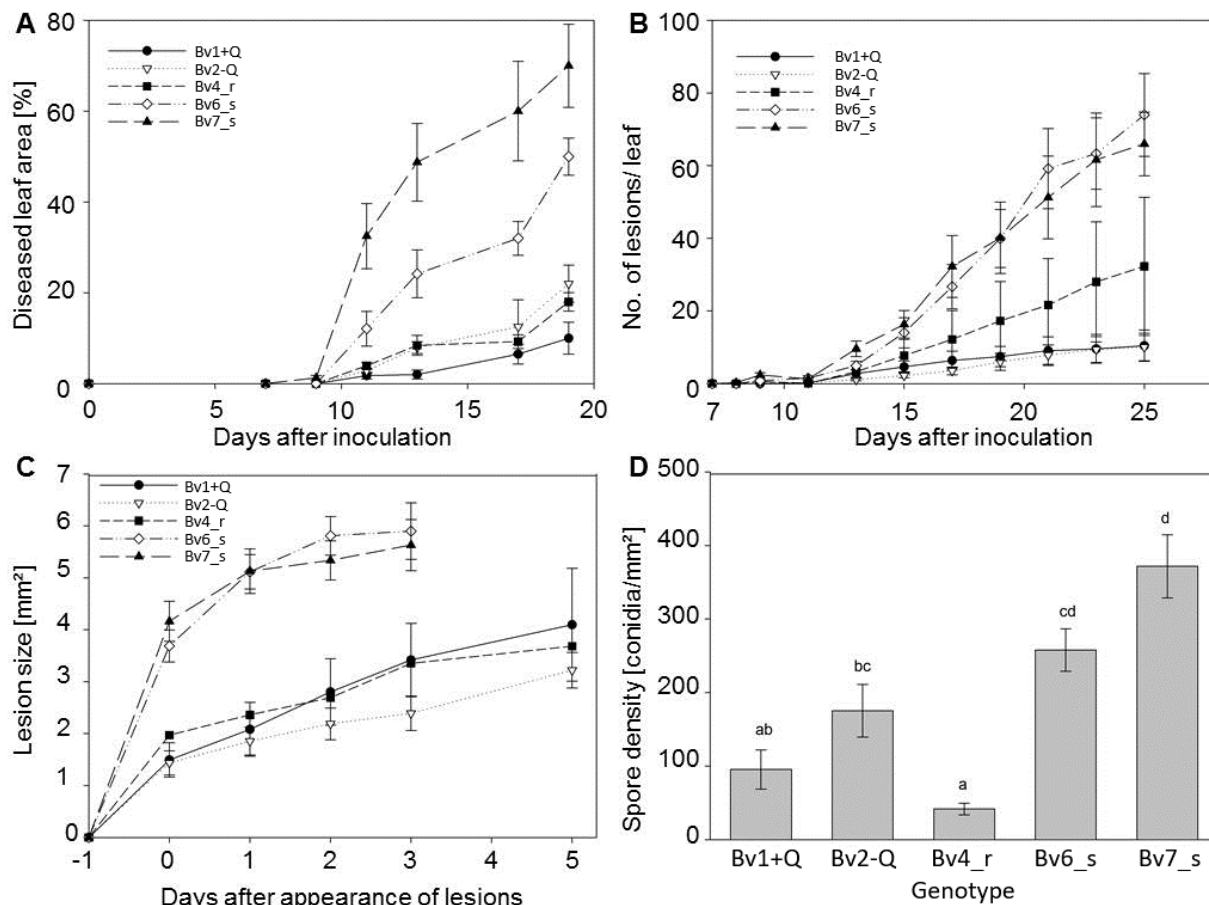 A
80
60
40
20
0
Diseased leaf area [%]
Bv1+Q
Bv2-Q
Bv4_r
Bv6_s
Bv7_s
0 5 10 15 20
Days after inoculation
B
100
80
60
40
20
0
No. of lesions/ leaf
Bv1+Q
Bv2-Q
Bv4_r
Bv6_s
Bv7_s
7 10 15 20 25
Days after inoculation
C
7
6
5
4
3
2
1
0
Lesion size [mm²]
Bv1+Q
Bv2-Q
Bv4_r
Bv6_s
Bv7_s
-1 0 1 2 3 5
Days after appearance of lesions
D
500
400
300
200
100
0
Spore density [conidia/mm²]
ab bc a cd d
Bv1+Q Bv2-Q Bv4_r Bv6_s Bv7_s
Genotype